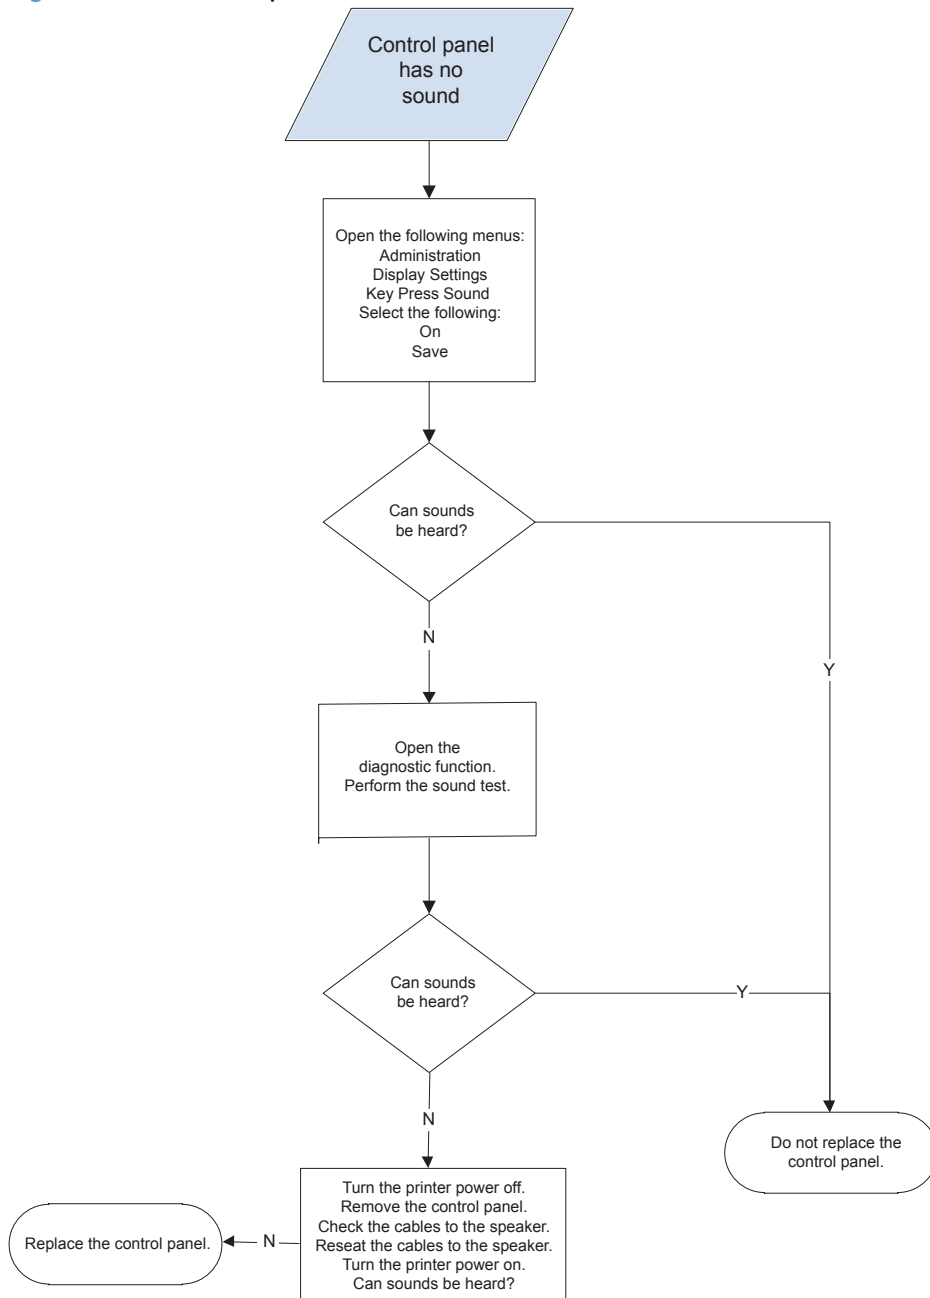 Control panel
has no
sound
Open the following menus:
Administration
Display Settings
Key Press Sound
Select the following:
On
Save
Can sounds
be heard?
N
Y
Open the
diagnostic function.
Perform the sound test.
Can sounds
be heard?
Y
N
Do not replace the
control panel.
Turn the printer power off.
Remove the control panel.
Check the cables to the speaker.
Reseat the cables to the speaker.
Turn the printer power on.
Can sounds be heard?
N
Replace the control panel.